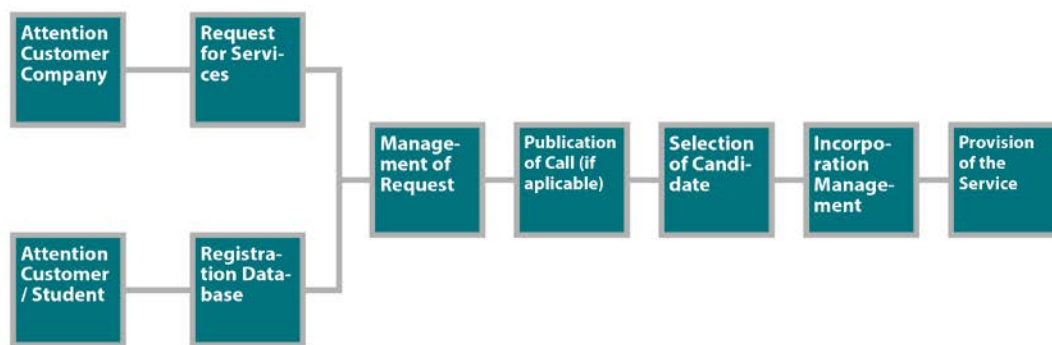 Attention
Customer
Company
Request
for Servi-
ces
Manage-
ment of
Request
Publication
of Call (if
aplicable)
Selection
of Candi-
date
Incorpo-
ration
Manage-
ment
Provision
of the
Service
Attention
Customer
/ Student
Registra-
tion Data-
base